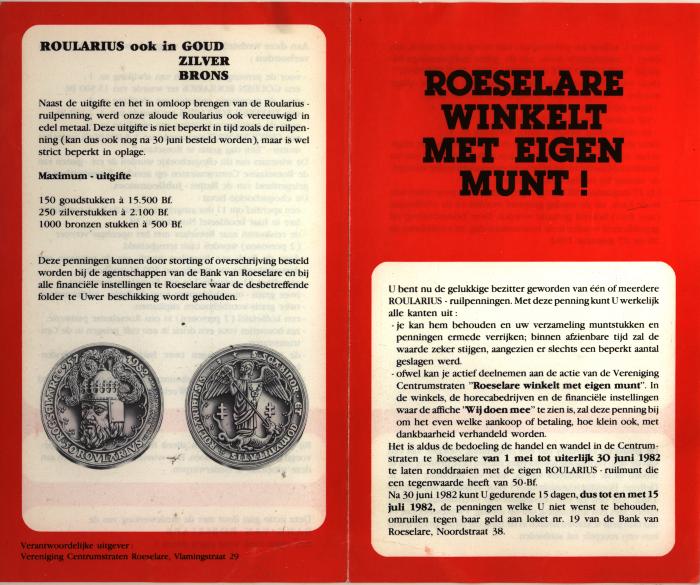 ROULARIUS ook in GOUD
ZILVER
BRONS
Naast de uitgifte en het in omloop brengen van de Roularius -
ruilpenning, werd onze aloude Roularius ook vereeuwigd in
edel metaal. Deze uitgifte is niet beperkt in tijd zoals de ruilpen-
ning (kan dus ook nog na 30 juni besteld worden), maar is wel
strict beperkt in oplage.
Maximum - uitgifte
150 goudstukken à 15.500 Bf.
250 zilverstukken à 2.100 Bf.
1000 bronzen stukken à 500 Bf.
Deze penningen kunnen door storting of overschrijving besteld
worden bij de agentschappen van de Bank van Roeselare en bij
alle financiële instellingen te Roeselare waar de desbetreffende
folder te Uwer beschikking wordt gehouden.
Verantwoordelijke uitgever :
Vereniging Centrumstraten Roeselare, Vlamingstraat 29
ROESELARE
WINKELT
MET EIGEN
MUNT !
U bent nu de gelukkige bezitter geworden van één of meerdere
ROULARIUS - ruilpenningen. Met deze penning kunt U werkelijk
alle kanten uit :
- je kan hem behouden en uw verzameling muntstukken en
penningen ermede verrijken; binnen afzienbare tijd zal de
waarde zeker stijgen, aangezien er slechts een beperkt aantal
geslagen werd.
- ofwel kan je actief deelnemen aan de actie van de Vereniging
Centrumstraten "Roeselare winkelt met eigen munt". In
de winkels, de horecabedrijven en de financiële instellingen
waar de affiche "Wij doen mee" te zien is, zal deze penning bij
om het even welke aankoop of betaling, hoe klein ook, met
dankbaarheid verhandeld worden.
Het is aldus de bedoeling de handel en wandel in de Centrum-
straten te Roeselare van 1 mei tot uiterlijk 30 juni 1982
te laten ronddraaien met de eigen ROULARIUS - ruilmunt die
een tegenwaarde heeft van 50-Bf.
Na 30 juni 1982 kunt U gedurende 15 dagen, dus tot en met 15
juli 1982, de penningen welke U niet wenst te behouden,
omruilen tegen baar geld aan loket nr. 19 van de Bank van
Roeselare, Noordstraat 38.